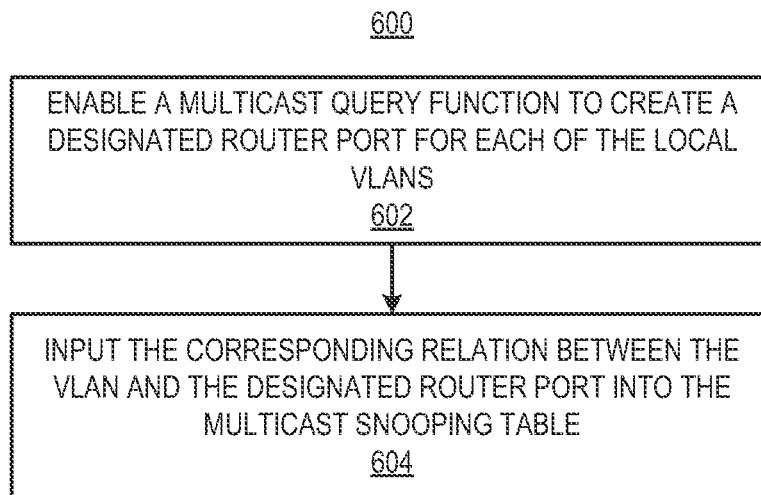 600
ENABLE A MULTICAST QUERY FUNCTION TO CREATE A
DESIGNATED ROUTER PORT FOR EACH OF THE LOCAL
VLANS
602
INPUT THE CORRESPONDING RELATION BETWEEN THE
VLAN AND THE DESIGNATED ROUTER PORT INTO THE
MULTICAST SNOOPING TABLE
604